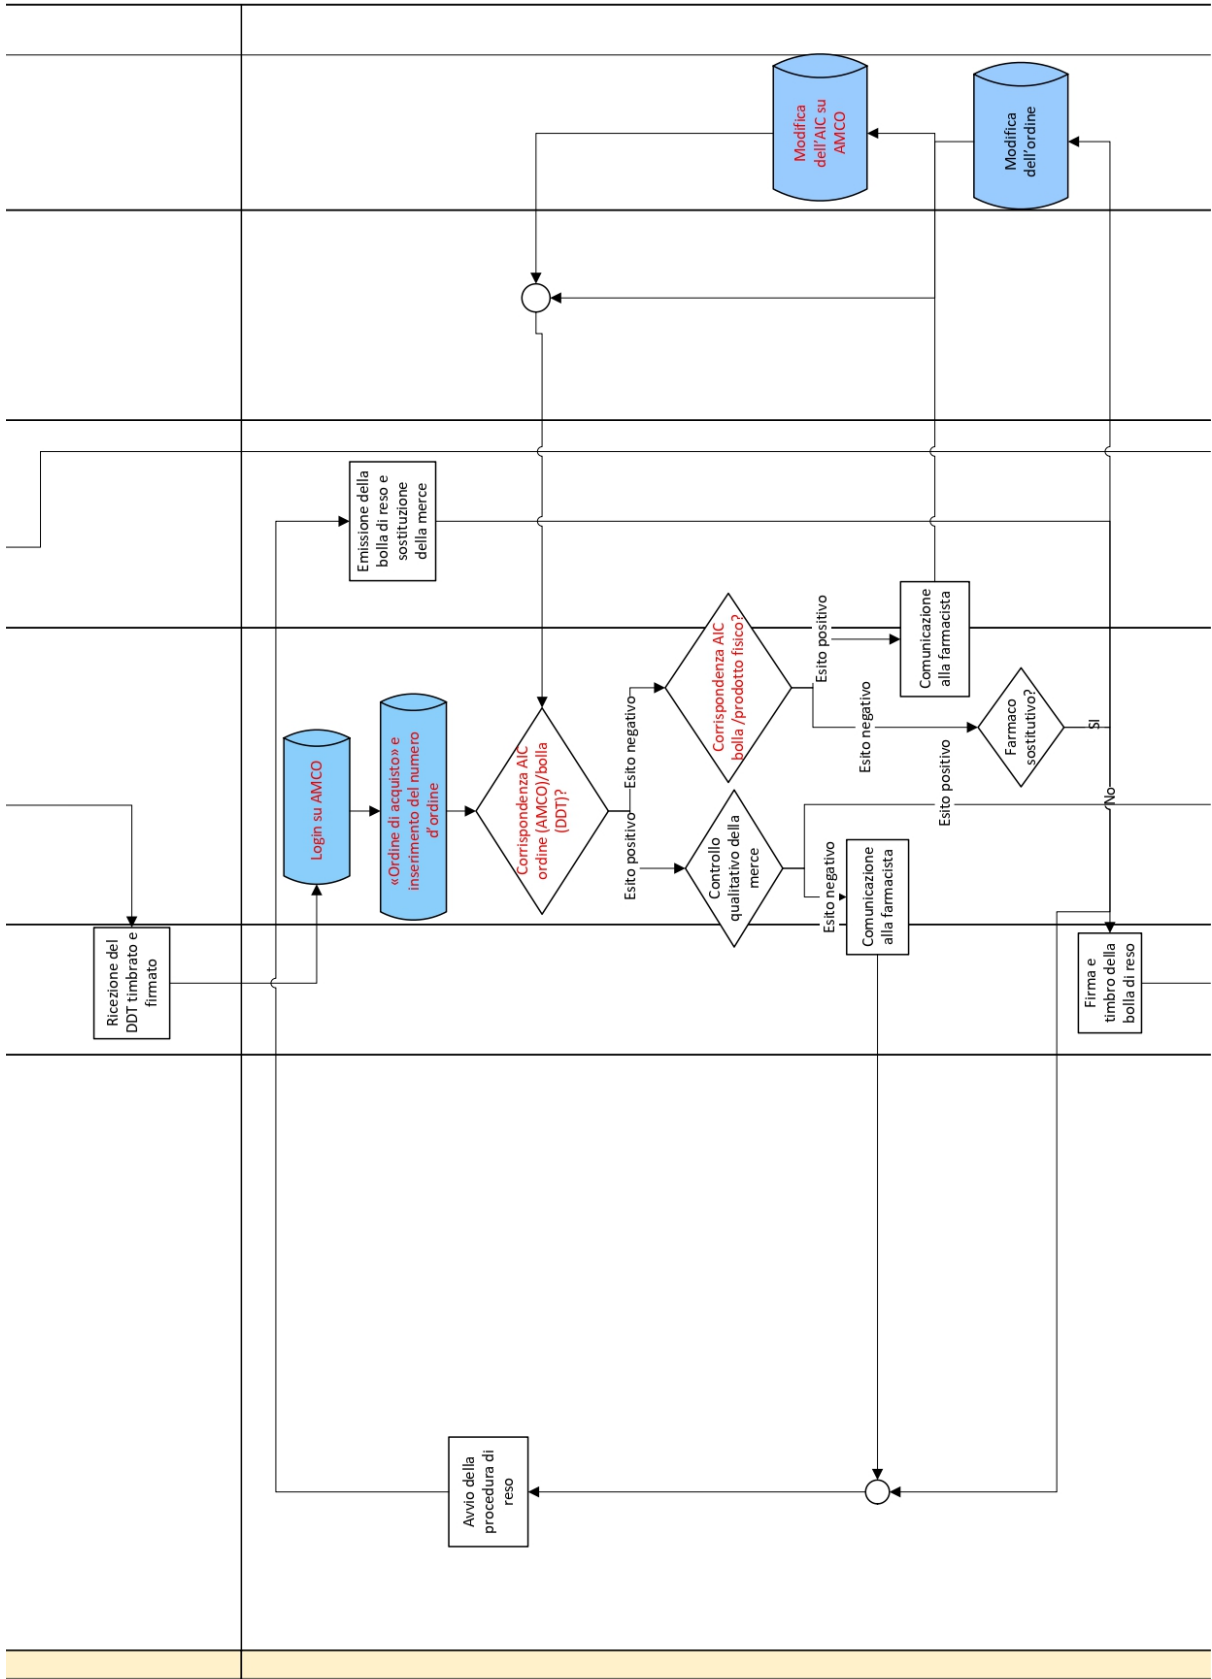 Ricezione del
DDT timbrato e
firmato
Login su AMCO
«Ordine di acquisto» e
inserimento del numero
d'ordine
Emissione della
bolla di reso e
sostituzione
della merce
Corrispondenza AIC
ordine (AMCO)/bolla
(DDT)?
Esito positivo
Esito negativo
Corrispondenza AIC
bolla /prodotto fisico?
Controllo
qualitativo della
merce
Esito positivo
Esito negativo
Esito negativo
Esito positivo
Comunicazione
alla farmacista
Comunicazione
alla farmacista
Farmaco
sostitutivo?
SI
No
Modifica
dell'AIC su
AMCO
Modifica
dell'ordine
Firma e
timbro della
bolla di reso
Avvio della
procedura di
reso